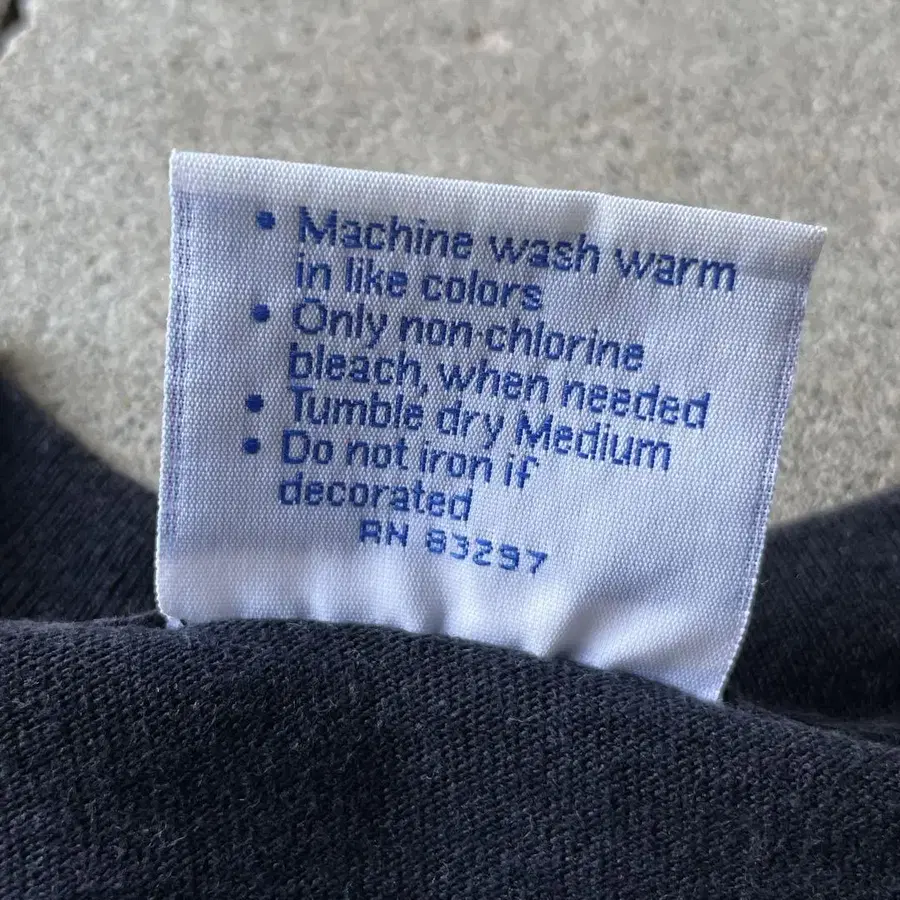 • Machine wash warm
in like colors
• Only non-chlorine
bleach, when needed
• Tumble dry Medium
• Do not iron if
decorated
RN 83297